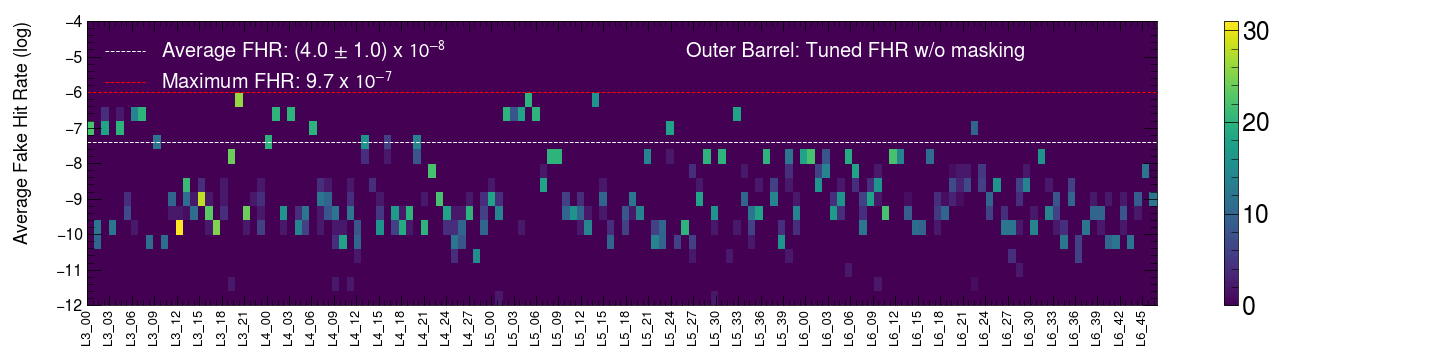 Average Fake Hit Rate (log)
−4
−5
−6
−7
−8
−9
−10
−11
−12
Average FHR: (4.0 ± 1.0) x 10⁻⁸
Maximum FHR: 9.7 x 10⁻⁷
Outer Barrel: Tuned FHR w/o masking
L3_00 L3_03 L3_06 L3_09 L3_12 L3_15 L3_18 L3_21 L4_00 L4_03 L4_06 L4_09 L4_12 L4_15 L4_18 L4_21 L4_24 L4_27 L5_00 L5_03 L5_06 L5_09 L5_12 L5_15 L5_18 L5_21 L5_24 L5_27 L5_30 L5_33 L5_36 L5_39 L6_00 L6_03 L6_06 L6_09 L6_12 L6_15 L6_18 L6_21 L6_24 L6_27 L6_30 L6_33 L6_36 L6_39 L6_42 L6_45
30
20
10
0